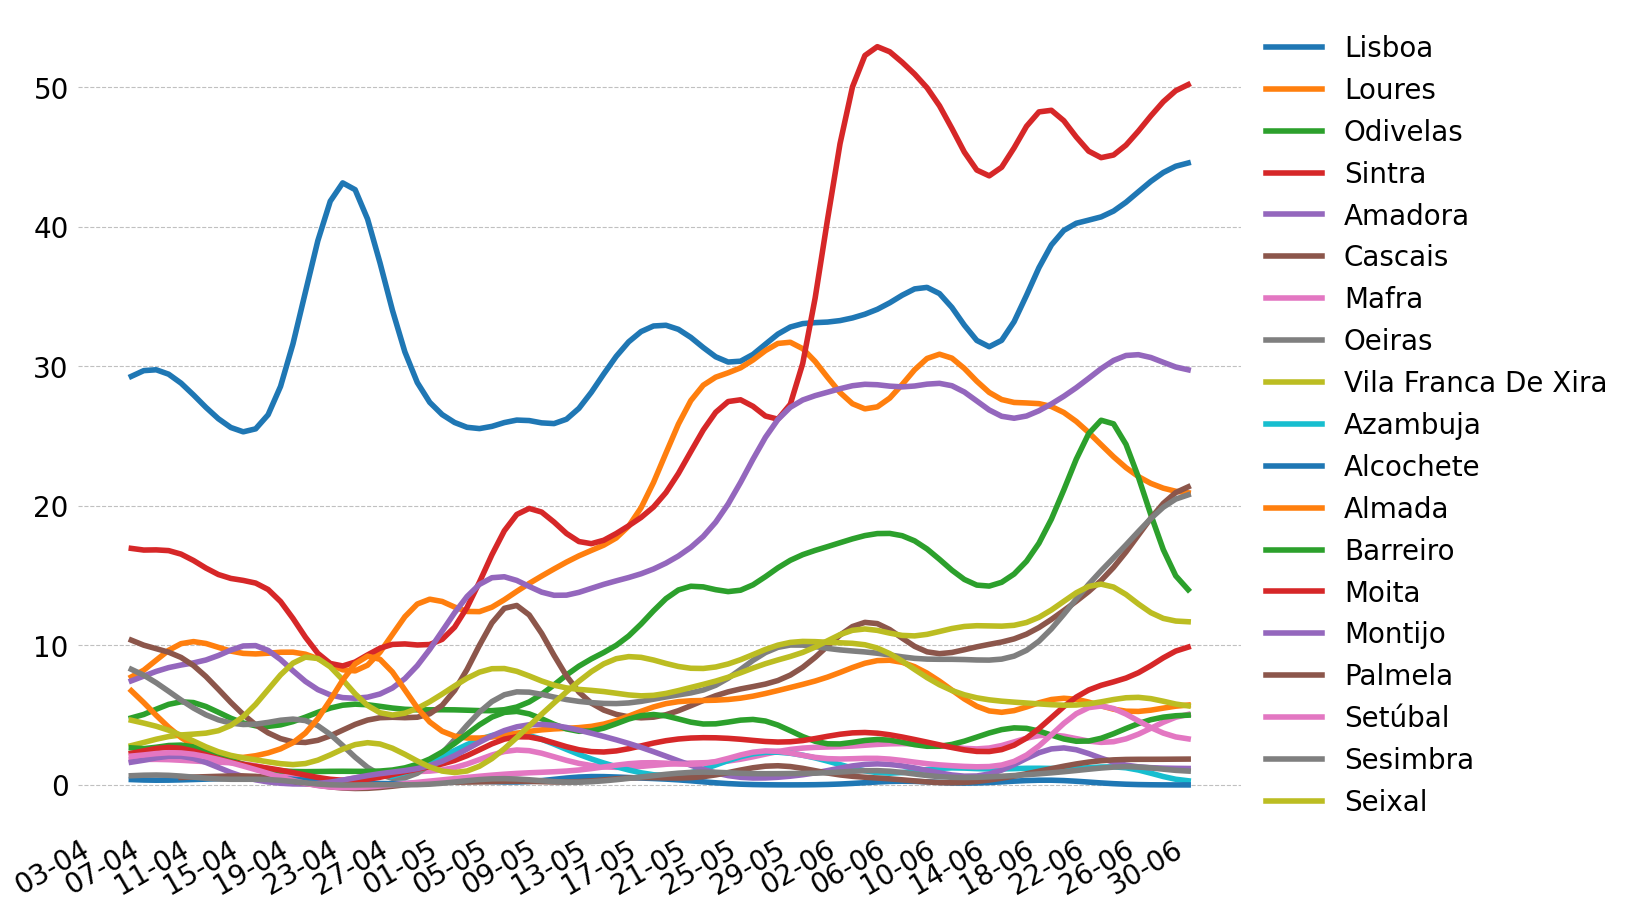 50
40
30
20
10
0
03-04
07-04
11-04
15-04
19-04
23-04
27-04
01-05
05-05
09-05
13-05
17-05
21-05
25-05
29-05
02-06
06-06
10-06
14-06
18-06
22-06
26-06
30-06
Lisboa
Loures
Odivelas
Sintra
Amadora
Cascais
Mafra
Oeiras
Vila Franca De Xira
Azambuja
Alcochete
Almada
Barreiro
Moita
Montijo
Palmela
Setúbal
Sesimbra
Seixal